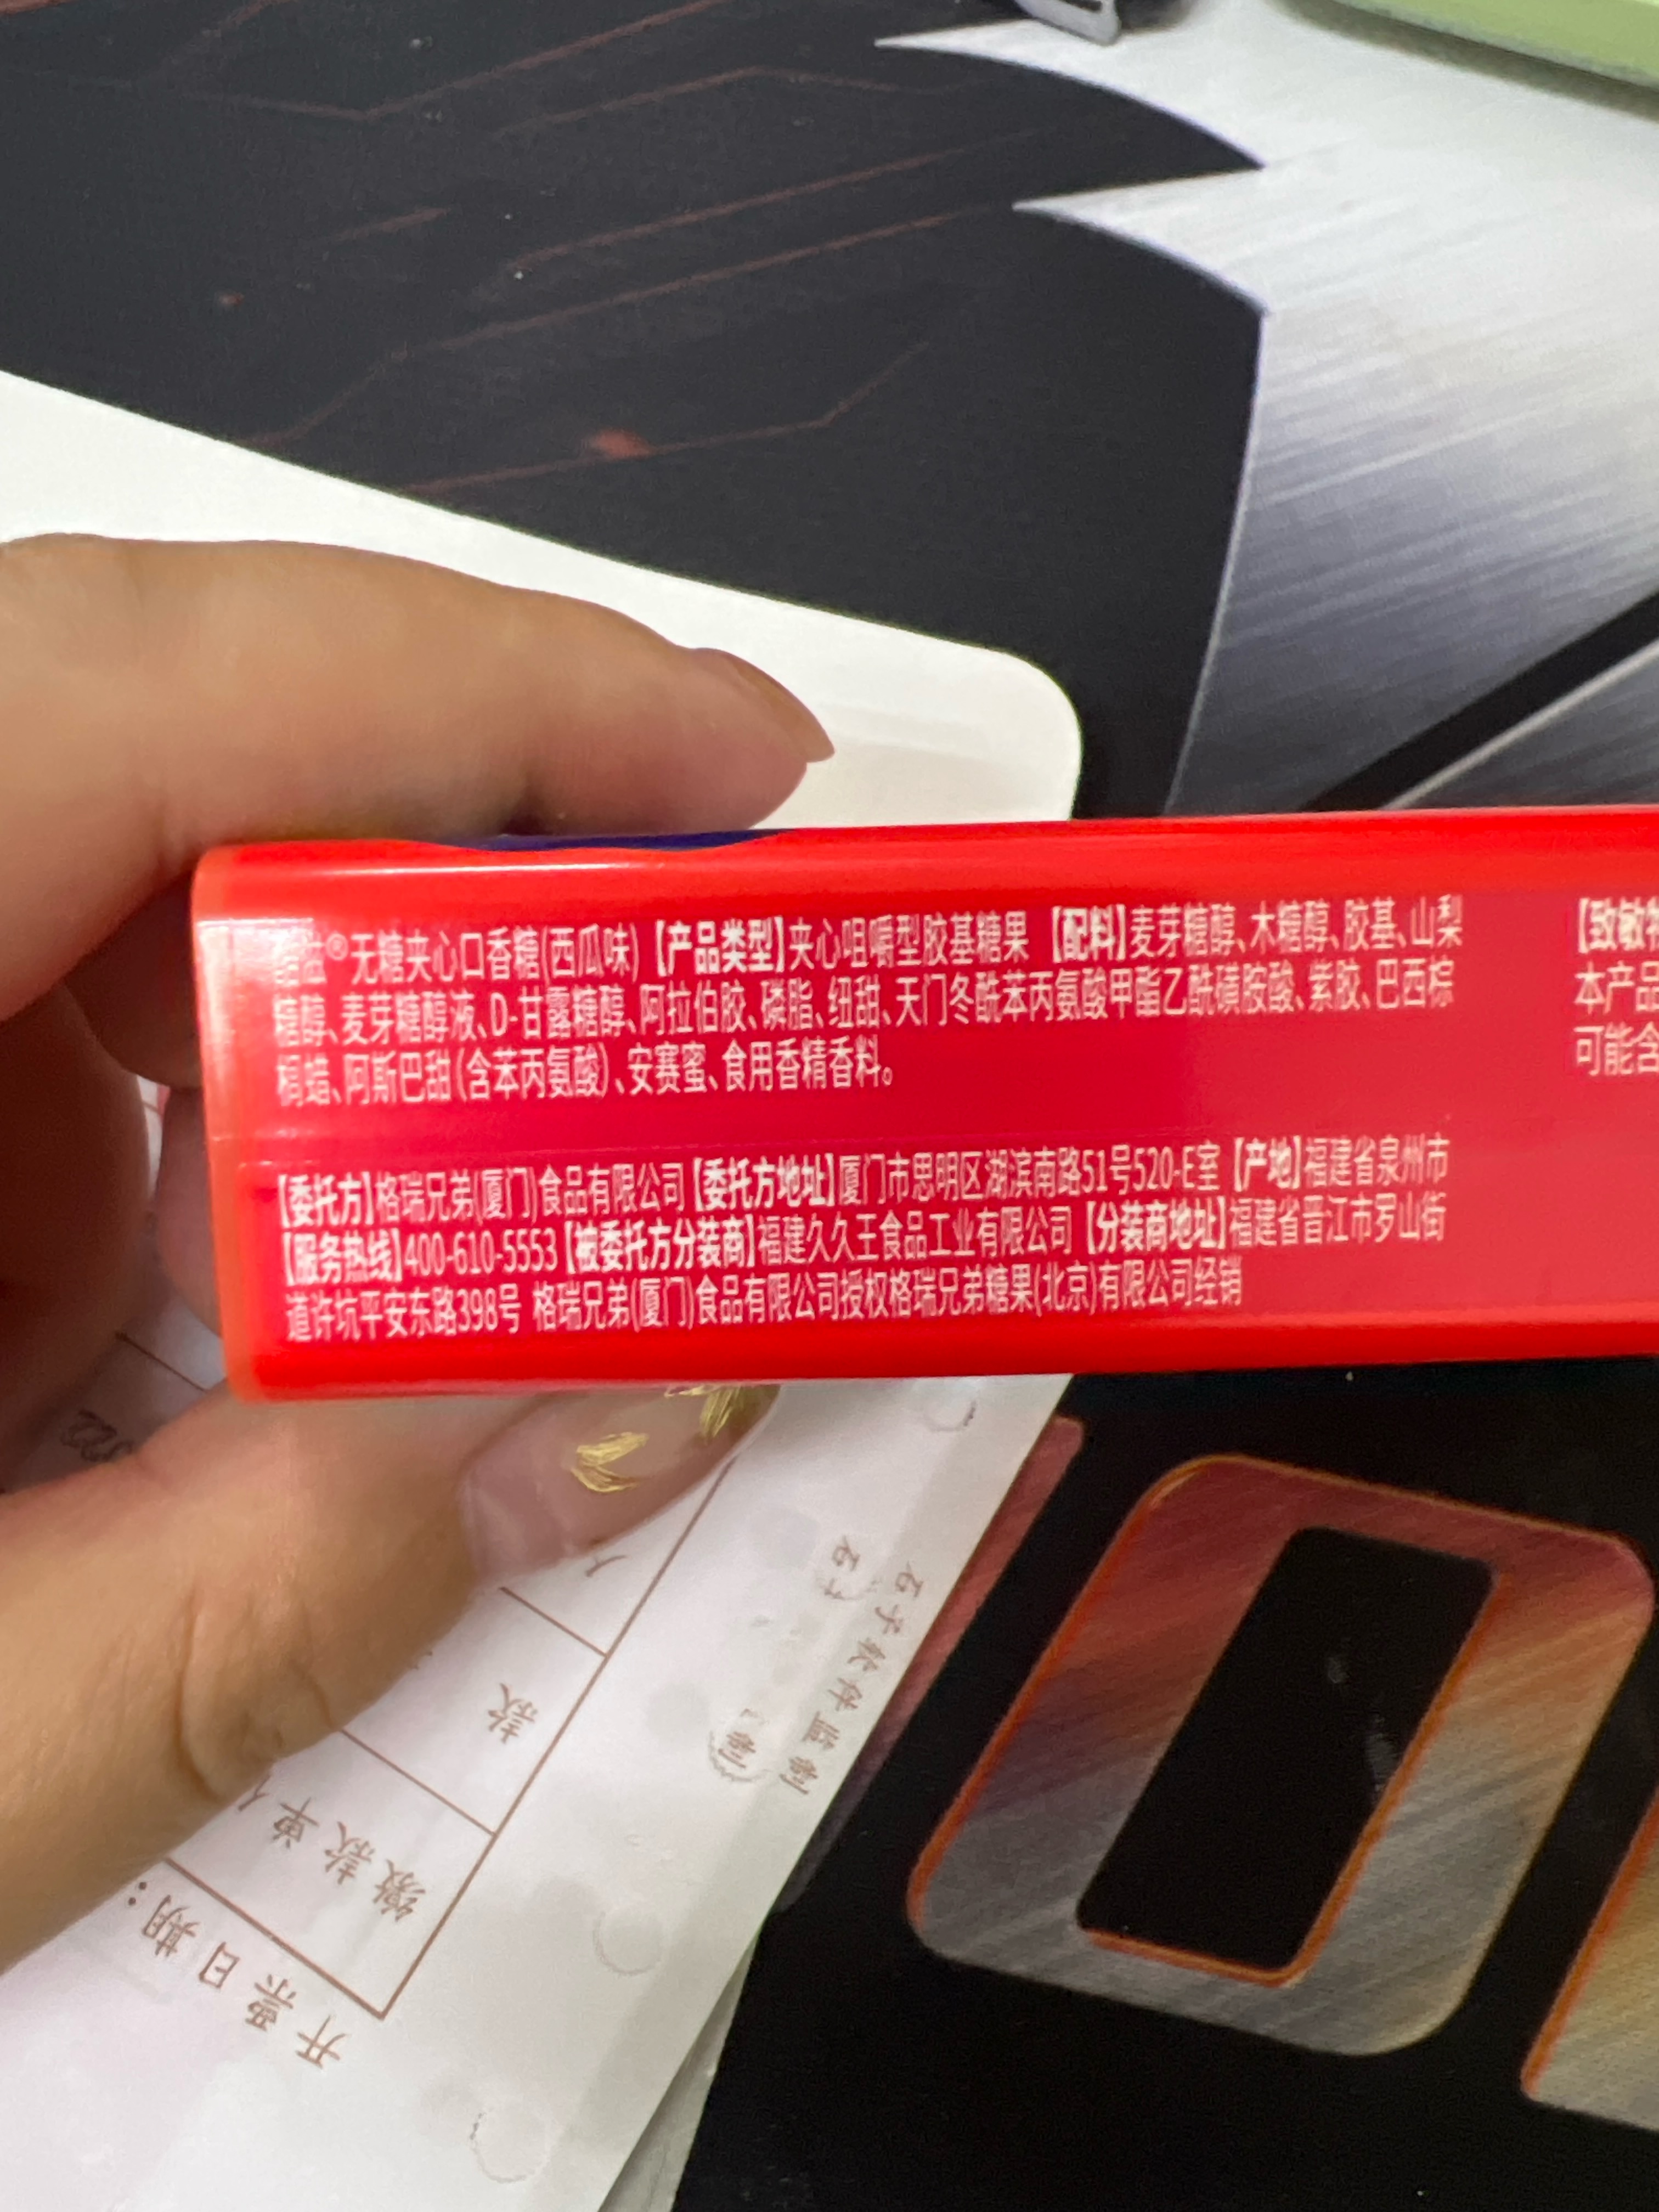 酷滋®无糖夹心口香糖(西瓜味)【产品类型】夹心咀嚼型胶基糖果 【配料】麦芽糖醇、木糖醇、胶基、山梨
糖醇、麦芽糖醇液、D-甘露糖醇、阿拉伯胶、磷脂、纽甜、天门冬酰苯丙氨酸甲酯乙酰磺胺酸、紫胶、巴西棕
榈蜡、阿斯巴甜(含苯丙氨酸)、安赛蜜、食用香精香料。
【致敏
本产品
可能含
【委托方】格瑞兄弟(厦门)食品有限公司【委托方地址】厦门市思明区湖滨南路51号520-E室【产地】福建省泉州市
【服务热线】400-610-5553【被委托方分装商】福建久久王食品工业有限公司【分装商地址】福建省晋江市罗山街
道许坑平安东路398号 格瑞兄弟(厦门)食品有限公司授权格瑞兄弟糖果(北京)有限公司经销
款
缴款单
开票日期: